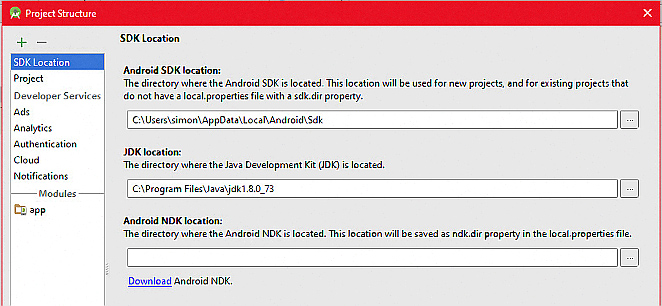 Project Structure
SDK Location
Project
Developer Services
Ads
Analytics
Authentication
Cloud
Notifications
Modules
app
SDK Location
Android SDK location:
The directory where the Android SDK is located. This location will be used for new projects, and for existing projects that
do not have a local.properties file with a sdk.dir property.
C:\Users\simon\AppData\Local\Android\Sdk
...
JDK location:
The directory where the Java Development Kit (JDK) is located.
C:\Program Files\Java\jdk1.8.0_73
...
Android NDK location:
The directory where the Android NDK is located. This location will be saved as ndk.dir property in the local.properties file.
...
Download Android NDK.